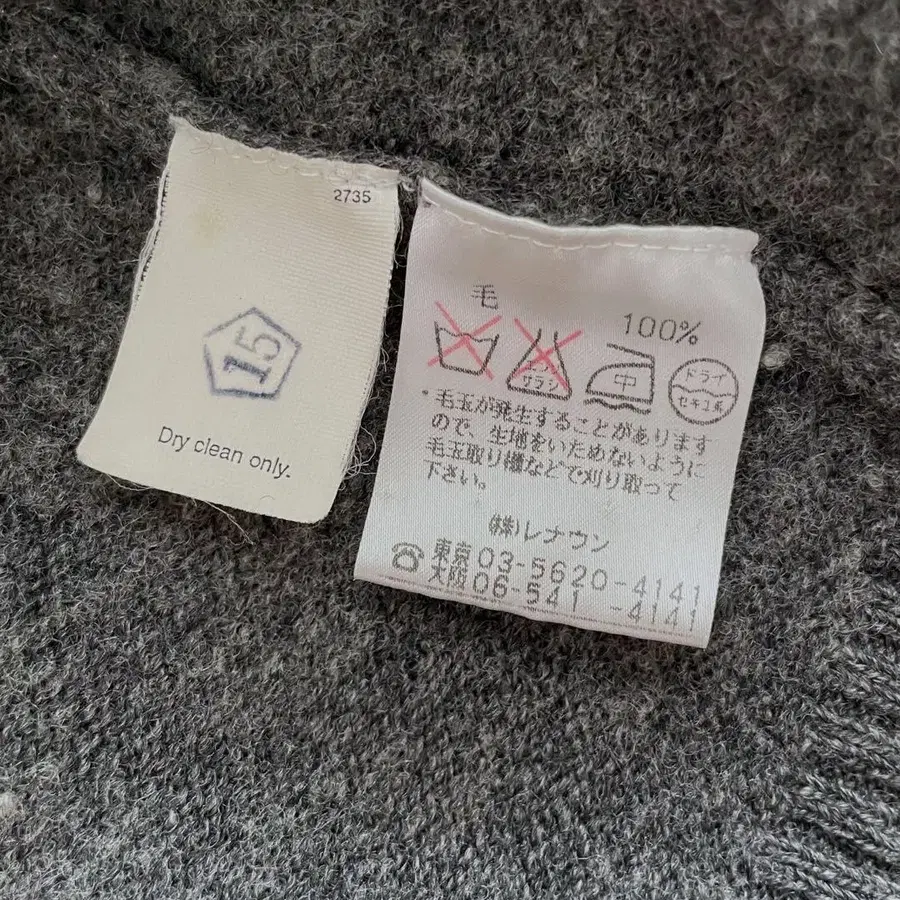 2735
15
Dry clean only.
毛
100%
エンソ
サラシ
中
ドライ
セキユ系
・毛玉が発生することがあります
ので、生地をいためないように
毛玉取り櫛などで刈り取って
下さい。
㈱レナウン
☎東京03-5620-4141
大阪06-541 -4141